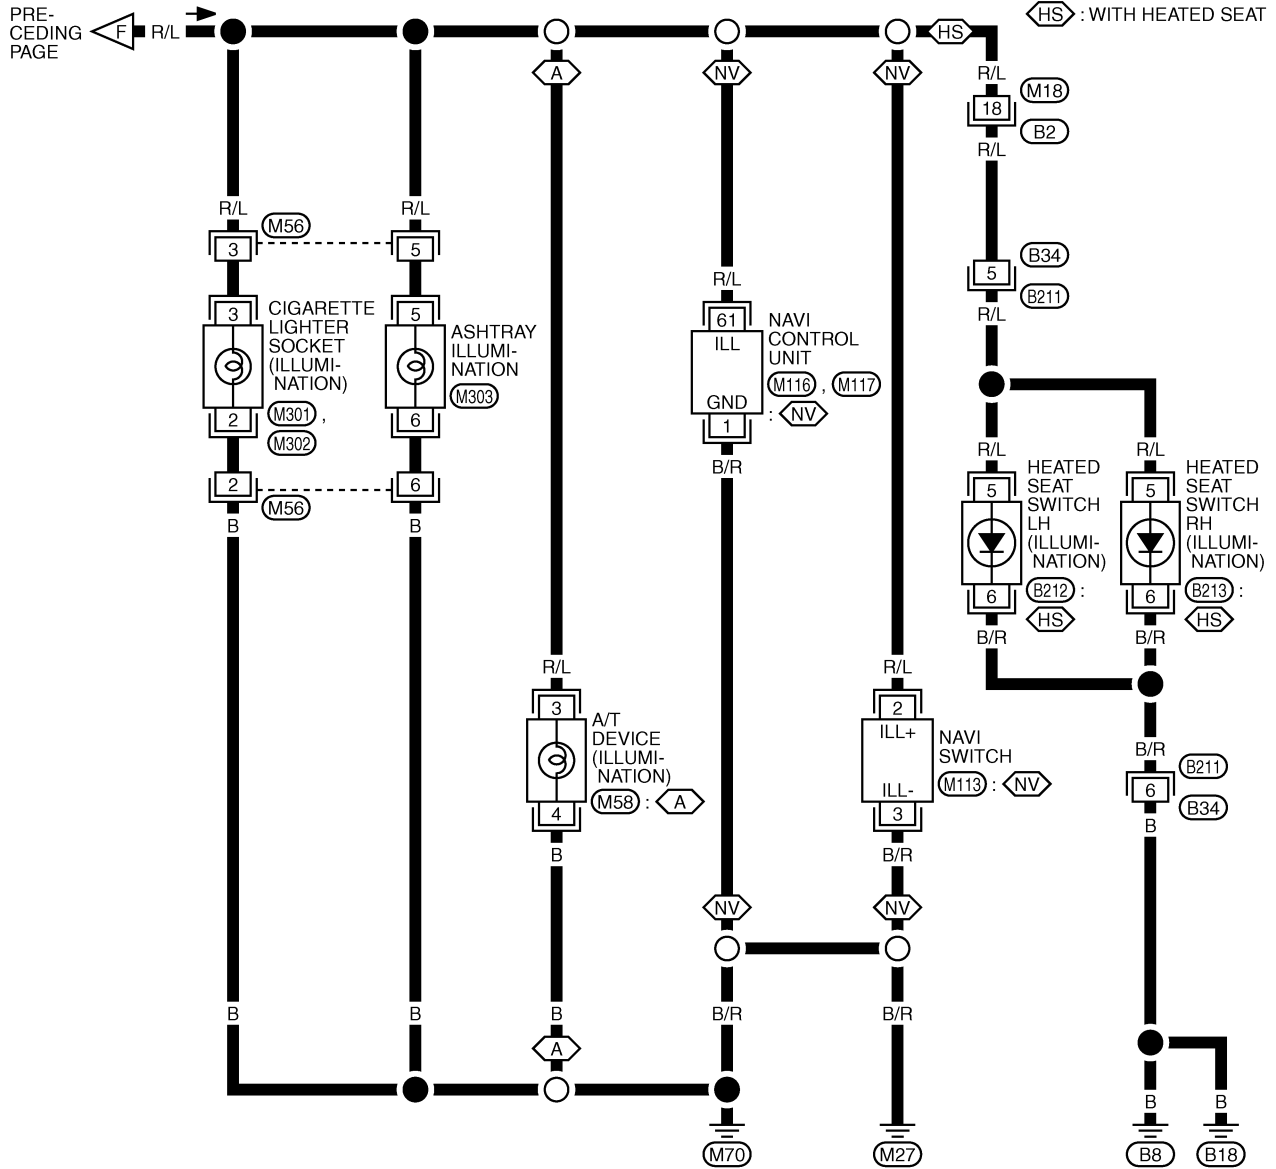 PRE-
CEDING
PAGE
F
R/L
HS
HS : WITH HEATED SEAT
A
NV
NV
R/L
M18
18
B2
R/L
R/L
R/L
M56
3
5
B34
5
B211
R/L
R/L
3
CIGARETTE
LIGHTER
SOCKET
(ILLUMI-
NATION)
M301 ,
M302
2
5
ASHTRAY
ILLUMI-
NATION
M303
6
61
ILL
NAVI
CONTROL
UNIT
M116 , M117
: NV
GND
1
B/R
2
6
M56
B
B
R/L
R/L
5
HEATED
SEAT
SWITCH
LH
(ILLUMI-
NATION)
B212 :
HS
6
B/R
5
HEATED
SEAT
SWITCH
RH
(ILLUMI-
NATION)
B213 :
HS
6
B/R
R/L
3
A/T
DEVICE
(ILLUMI-
NATION)
M58 : A
4
B
R/L
2
ILL+
NAVI
SWITCH
M113 : NV
ILL-
3
B/R
B/R
B211
6
B34
B
NV
NV
B
B
B
B/R
B/R
A
B
B
M70
M27
B8
B18